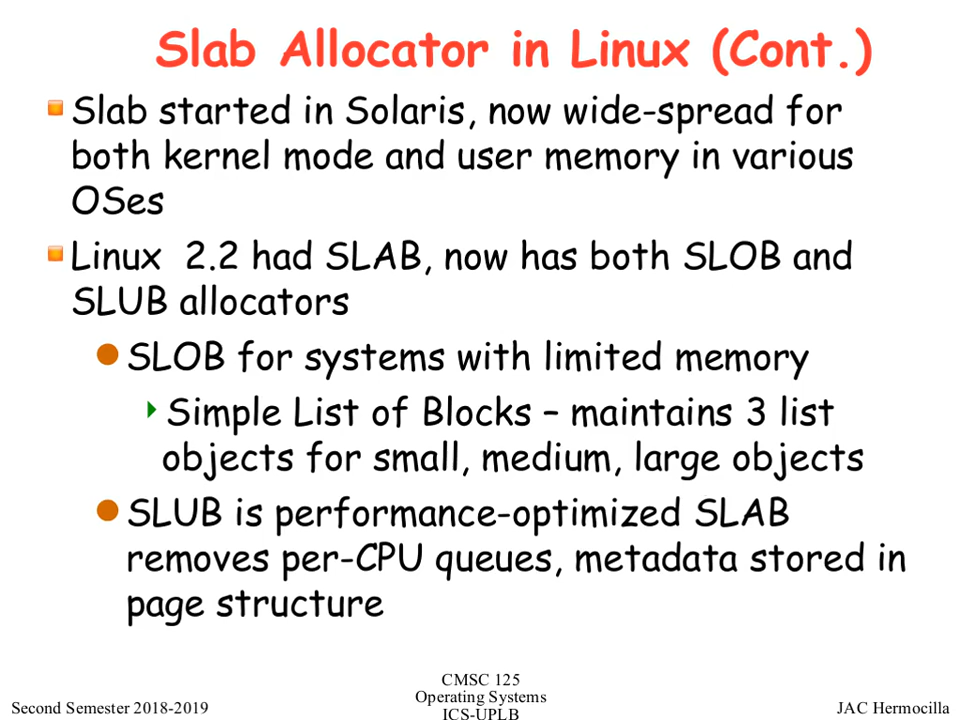 Slab Allocator in Linux (Cont.)
Slab started in Solaris, now wide-spread for
both kernel mode and user memory in various
OSes
Linux 2.2 had SLAB, now has both SLOB and
SLUB allocators
SLOB for systems with limited memory
Simple List of Blocks – maintains 3 list
objects for small, medium, large objects
SLUB is performance-optimized SLAB
removes per-CPU queues, metadata stored in
page structure
Second Semester 2018-2019
CMSC 125
Operating Systems
ICS-UPLB
JAC Hermocilla